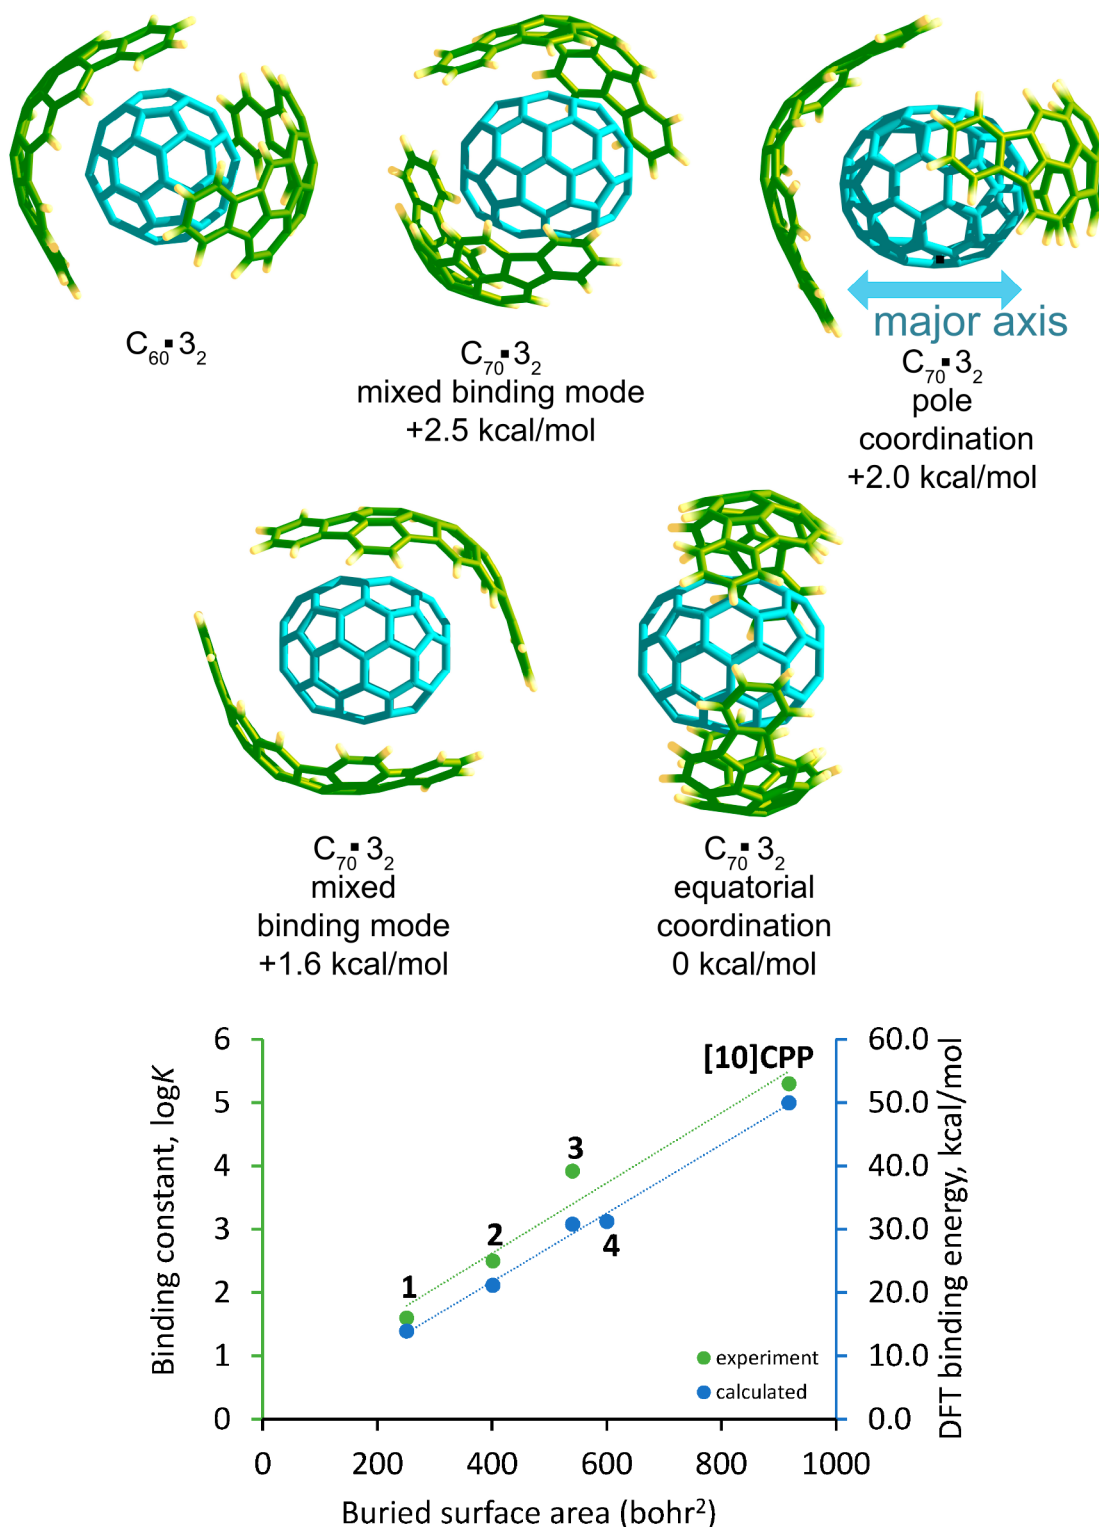 C₆₀▪3₂
C₇₀▪3₂
mixed binding mode
+2.5 kcal/mol
major axis
C₇₀▪3₂
pole
coordination
+2.0 kcal/mol
C₇₀▪3₂
mixed
binding mode
+1.6 kcal/mol
C₇₀▪3₂
equatorial
coordination
0 kcal/mol
Binding constant, logK
6
5
4
3
2
1
0
[10]CPP
3
2
4
1
experiment
calculated
60.0
50.0
40.0
30.0
20.0
10.0
0.0
DFT binding energy, kcal/mol
0 200 400 600 800 1000
Buried surface area (bohr²)